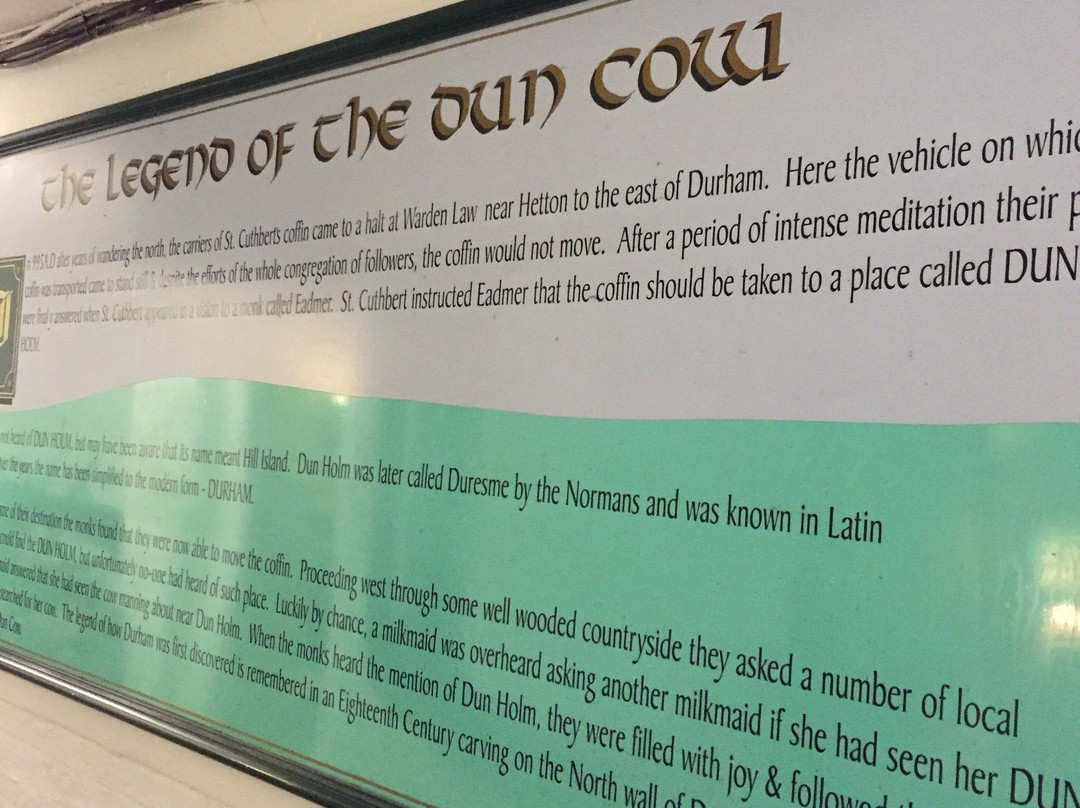 The Legend of The Dun Cow
In 995A.D after years of wandering the north, the carriers of St. Cuthberts coffin came to a halt at Warden Law near Hetton to the east of Durham. Here the vehicle on
coffin was transported came to stand still & despite the efforts of the whole congregation of followers, the coffin would not move. After a period of intense meditation their
were finally answered when St. Cuthbert appeared in a vision to a monk called Eadmer. St. Cuthbert instructed Eadmer that the coffin should be taken to a place called DUN
HOLM.
not heard of DUN HOLM, but may have been aware that its name meant Hill Island. Dun Holm was later called Duresme by the Normans and was known in Latin
the years the name has been simplified to the modern form - DURHAM.
of their destination the monks found that they were now able to move the coffin. Proceeding west through some well wooded countryside they asked a number of local
could find the DUN HOLM, but unfortunately no-one had heard of such place. Luckily by chance, a milkmaid was overheard asking another milkmaid if she had seen her DUN
answered that she had seen the cow manning about near Dun Holm. When the monks heard the mention of Dun Holm, they were filled with joy & followed
searched for her cow. The legend of how Durham was first discovered is remembered in an Eighteenth Century carving on the North wall of
Dun Cow.